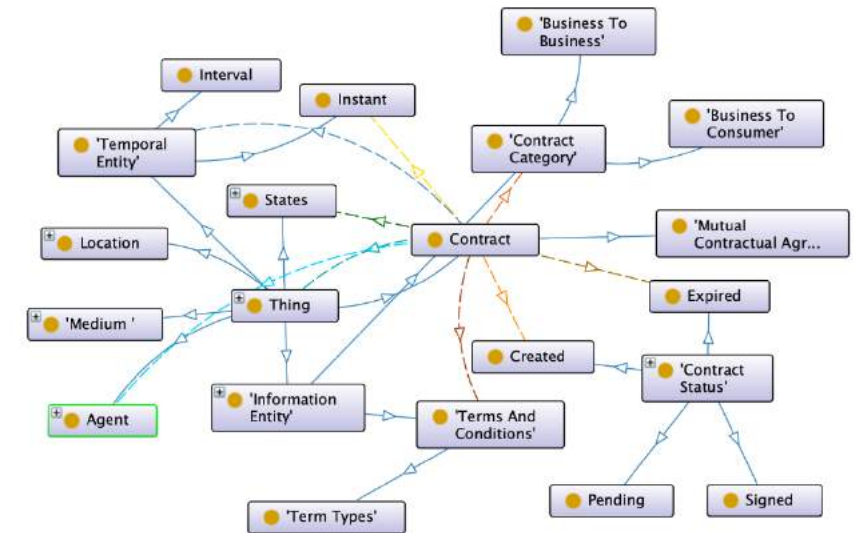 'Business To
Business'
Interval
Instant
'Business To
Consumer'
'Temporal
Entity'
'Contract
Category'
States
Location
Contract
'Mutual
Contractual Agr...
Thing
Expired
'Medium '
Created
'Contract
Status'
Agent
'Information
Entity'
'Terms And
Conditions'
Pending
Signed
'Term Types'